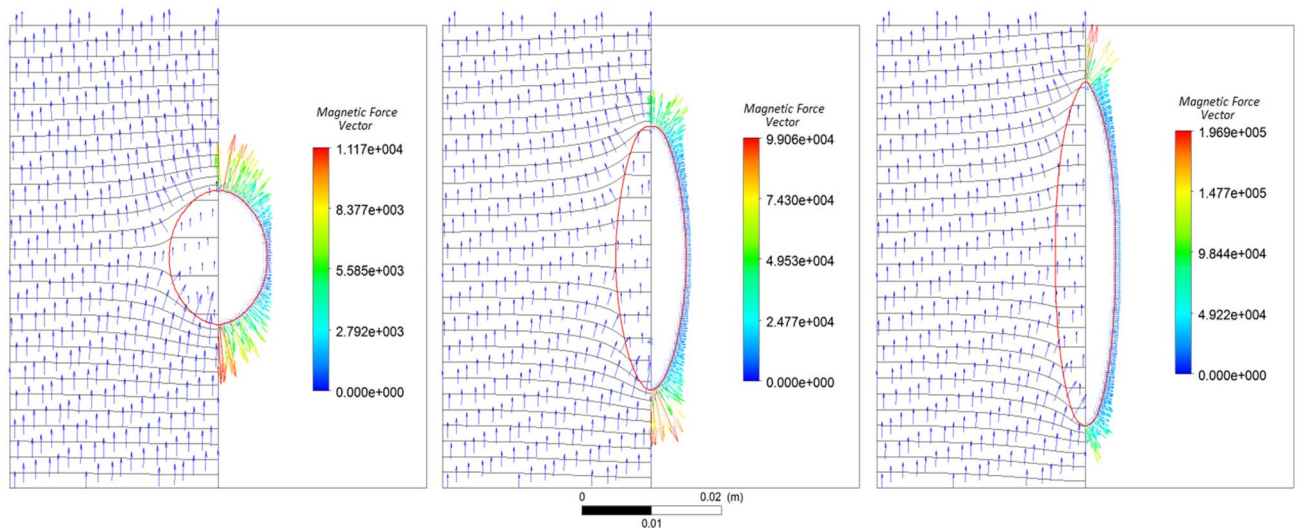 Magnetic Force
Vector
1.117e+004
8.377e+003
5.585e+003
2.792e+003
0.000e+000
Magnetic Force
Vector
9.906e+004
7.430e+004
4.953e+004
2.477e+004
0.000e+000
Magnetic Force
Vector
1.969e+005
1.477e+005
9.844e+004
4.922e+004
0.000e+000
0 0.02 (m)
0.01